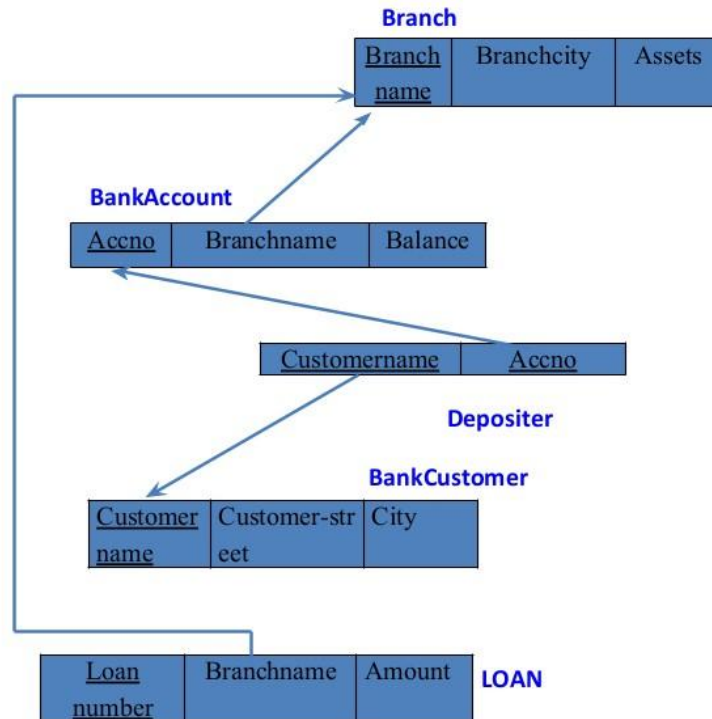 Branch
Branch Branchcity Assets
name
BankAccount
Accno Branchname Balance
Customername Accno
Depositer
BankCustomer
Customer Customer-str City
name eet
Loan Branchname Amount LOAN
number